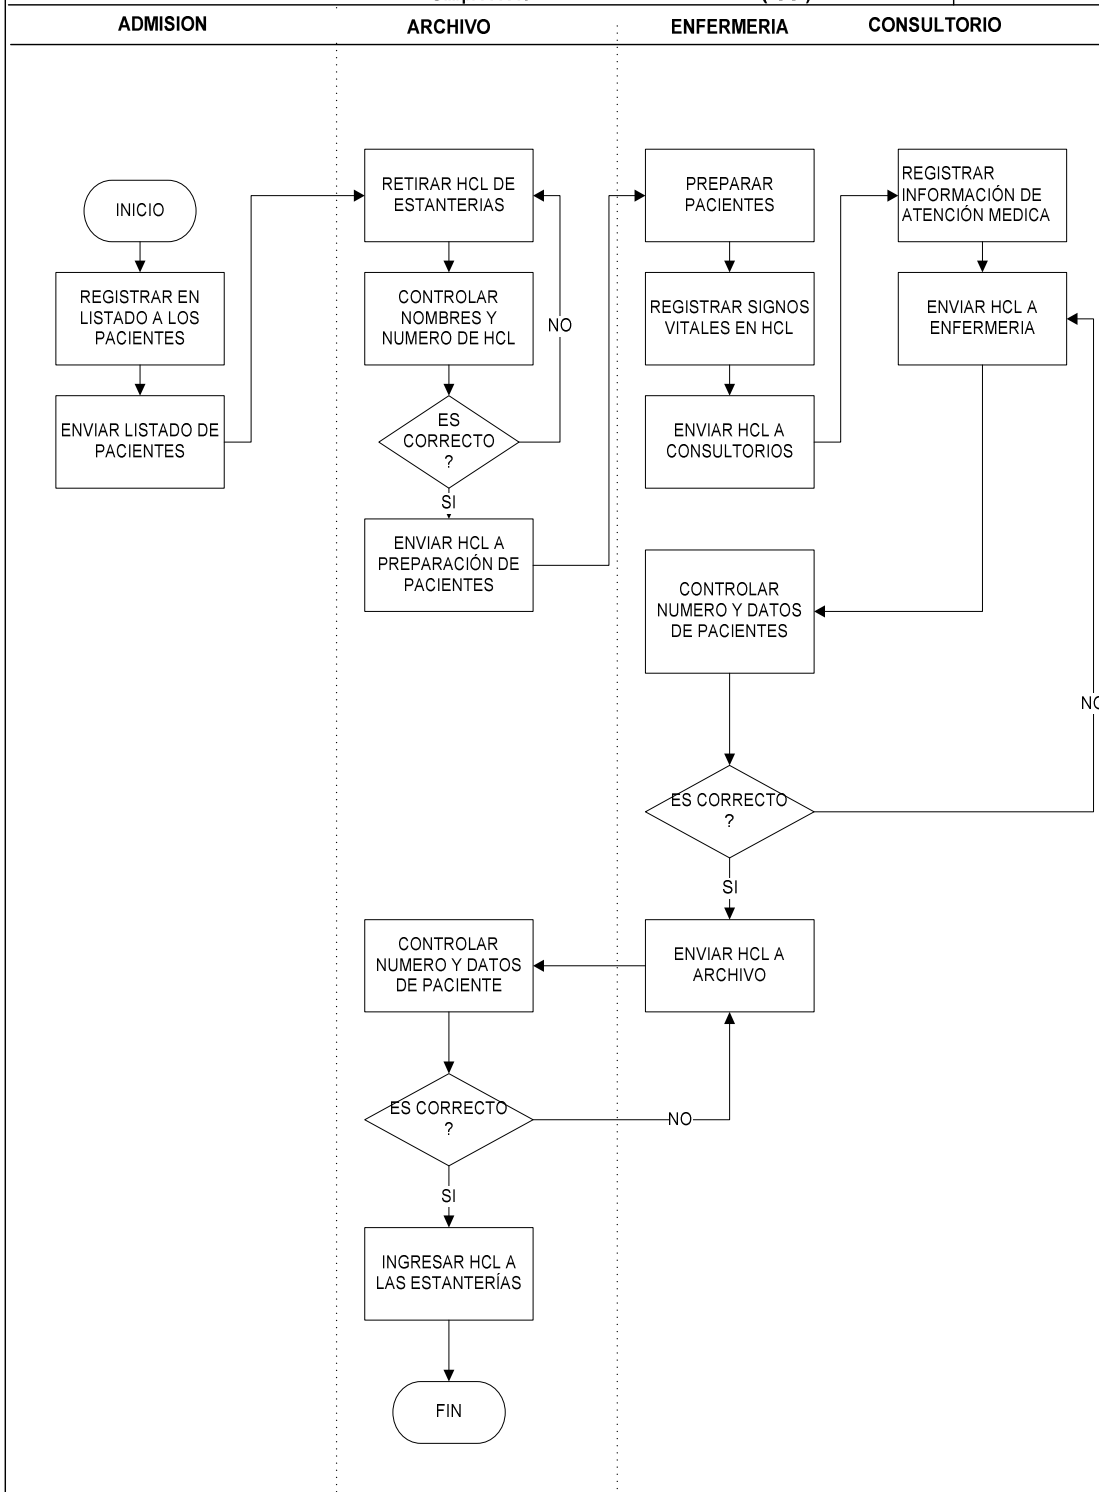 ADMISION
ARCHIVO
ENFERMERIA
CONSULTORIO
INICIO
REGISTRAR EN
LISTADO A LOS
PACIENTES
ENVIAR LISTADO DE
PACIENTES
RETIRAR HCL DE
ESTANTERIAS
CONTROLAR
NOMBRES Y
NUMERO DE HCL
NO
ES
CORRECTO
?
SI
ENVIAR HCL A
PREPARACIÓN DE
PACIENTES
PREPARAR
PACIENTES
REGISTRAR SIGNOS
VITALES EN HCL
ENVIAR HCL A
CONSULTORIOS
REGISTRAR
INFORMACIÓN DE
ATENCIÓN MEDICA
ENVIAR HCL A
ENFERMERIA
CONTROLAR
NUMERO Y DATOS
DE PACIENTES
NO
ES CORRECTO
?
SI
ENVIAR HCL A
ARCHIVO
CONTROLAR
NUMERO Y DATOS
DE PACIENTE
ES CORRECTO
?
NO
SI
INGRESAR HCL A
LAS ESTANTERÍAS
FIN